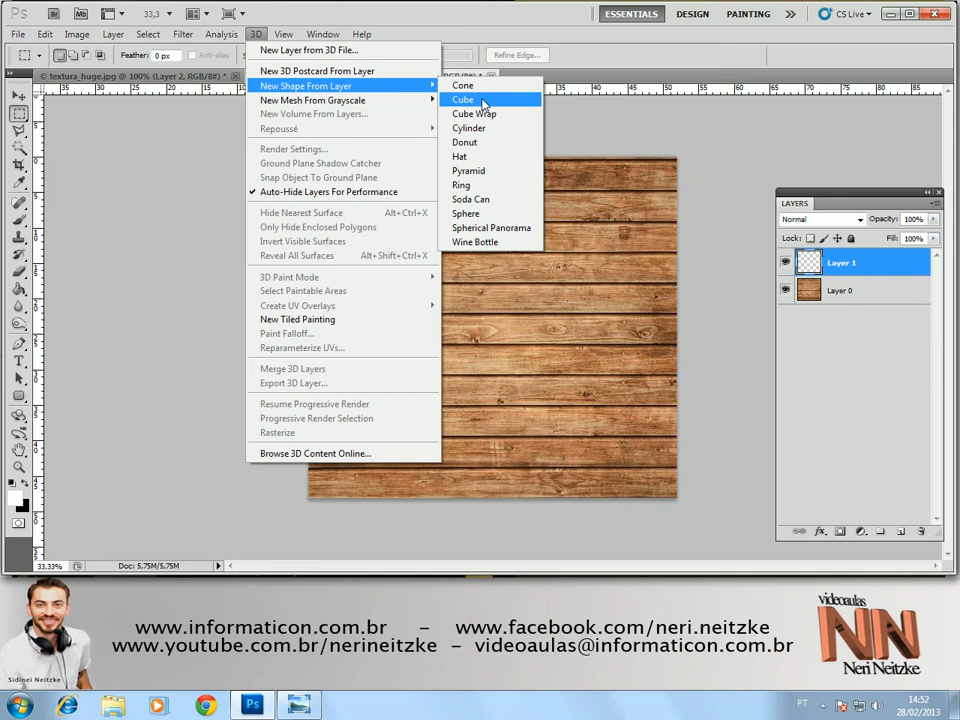 Ps Br Mb 33,3 ESSENTIALS DESIGN PAINTING CS Live
File Edit Image Layer Select Filter Analysis 3D View Window Help
Feather: 0 px Anti-alias Refine Edge...
textura_huge.jpg @ 100% (Layer 2, RGB/8#) *
New Layer from 3D File...
New 3D Postcard From Layer
New Shape From Layer
New Mesh From Grayscale
New Volume From Layers...
Repoussé
Render Settings...
Ground Plane Shadow Catcher
Snap Object To Ground Plane
Auto-Hide Layers For Performance
Hide Nearest Surface Alt+Ctrl+X
Only Hide Enclosed Polygons
Invert Visible Surfaces
Reveal All Surfaces Alt+Shift+Ctrl+X
3D Paint Mode
Select Paintable Areas
Create UV Overlays
New Tiled Painting
Paint Falloff...
Reparameterize UVs...
Merge 3D Layers
Export 3D Layer...
Resume Progressive Render
Progressive Render Selection
Rasterize
Browse 3D Content Online...
Cone
Cube
Cube Wrap
Cylinder
Donut
Hat
Pyramid
Ring
Soda Can
Sphere
Spherical Panorama
Wine Bottle
LAYERS
Normal Opacity: 100%
Lock: Fill: 100%
Layer 1
Layer 0
33,33% Doc: 5,75M/5,75M
www.informaticon.com.br - www.facebook.com/neri.neitzke
www.youtube.com.br/nerineitzke - videoaulas@informaticon.com.br
Sidinei Neitzke
videoaulas
NN
Neri Neitzke
PT 14:52
28/02/2013